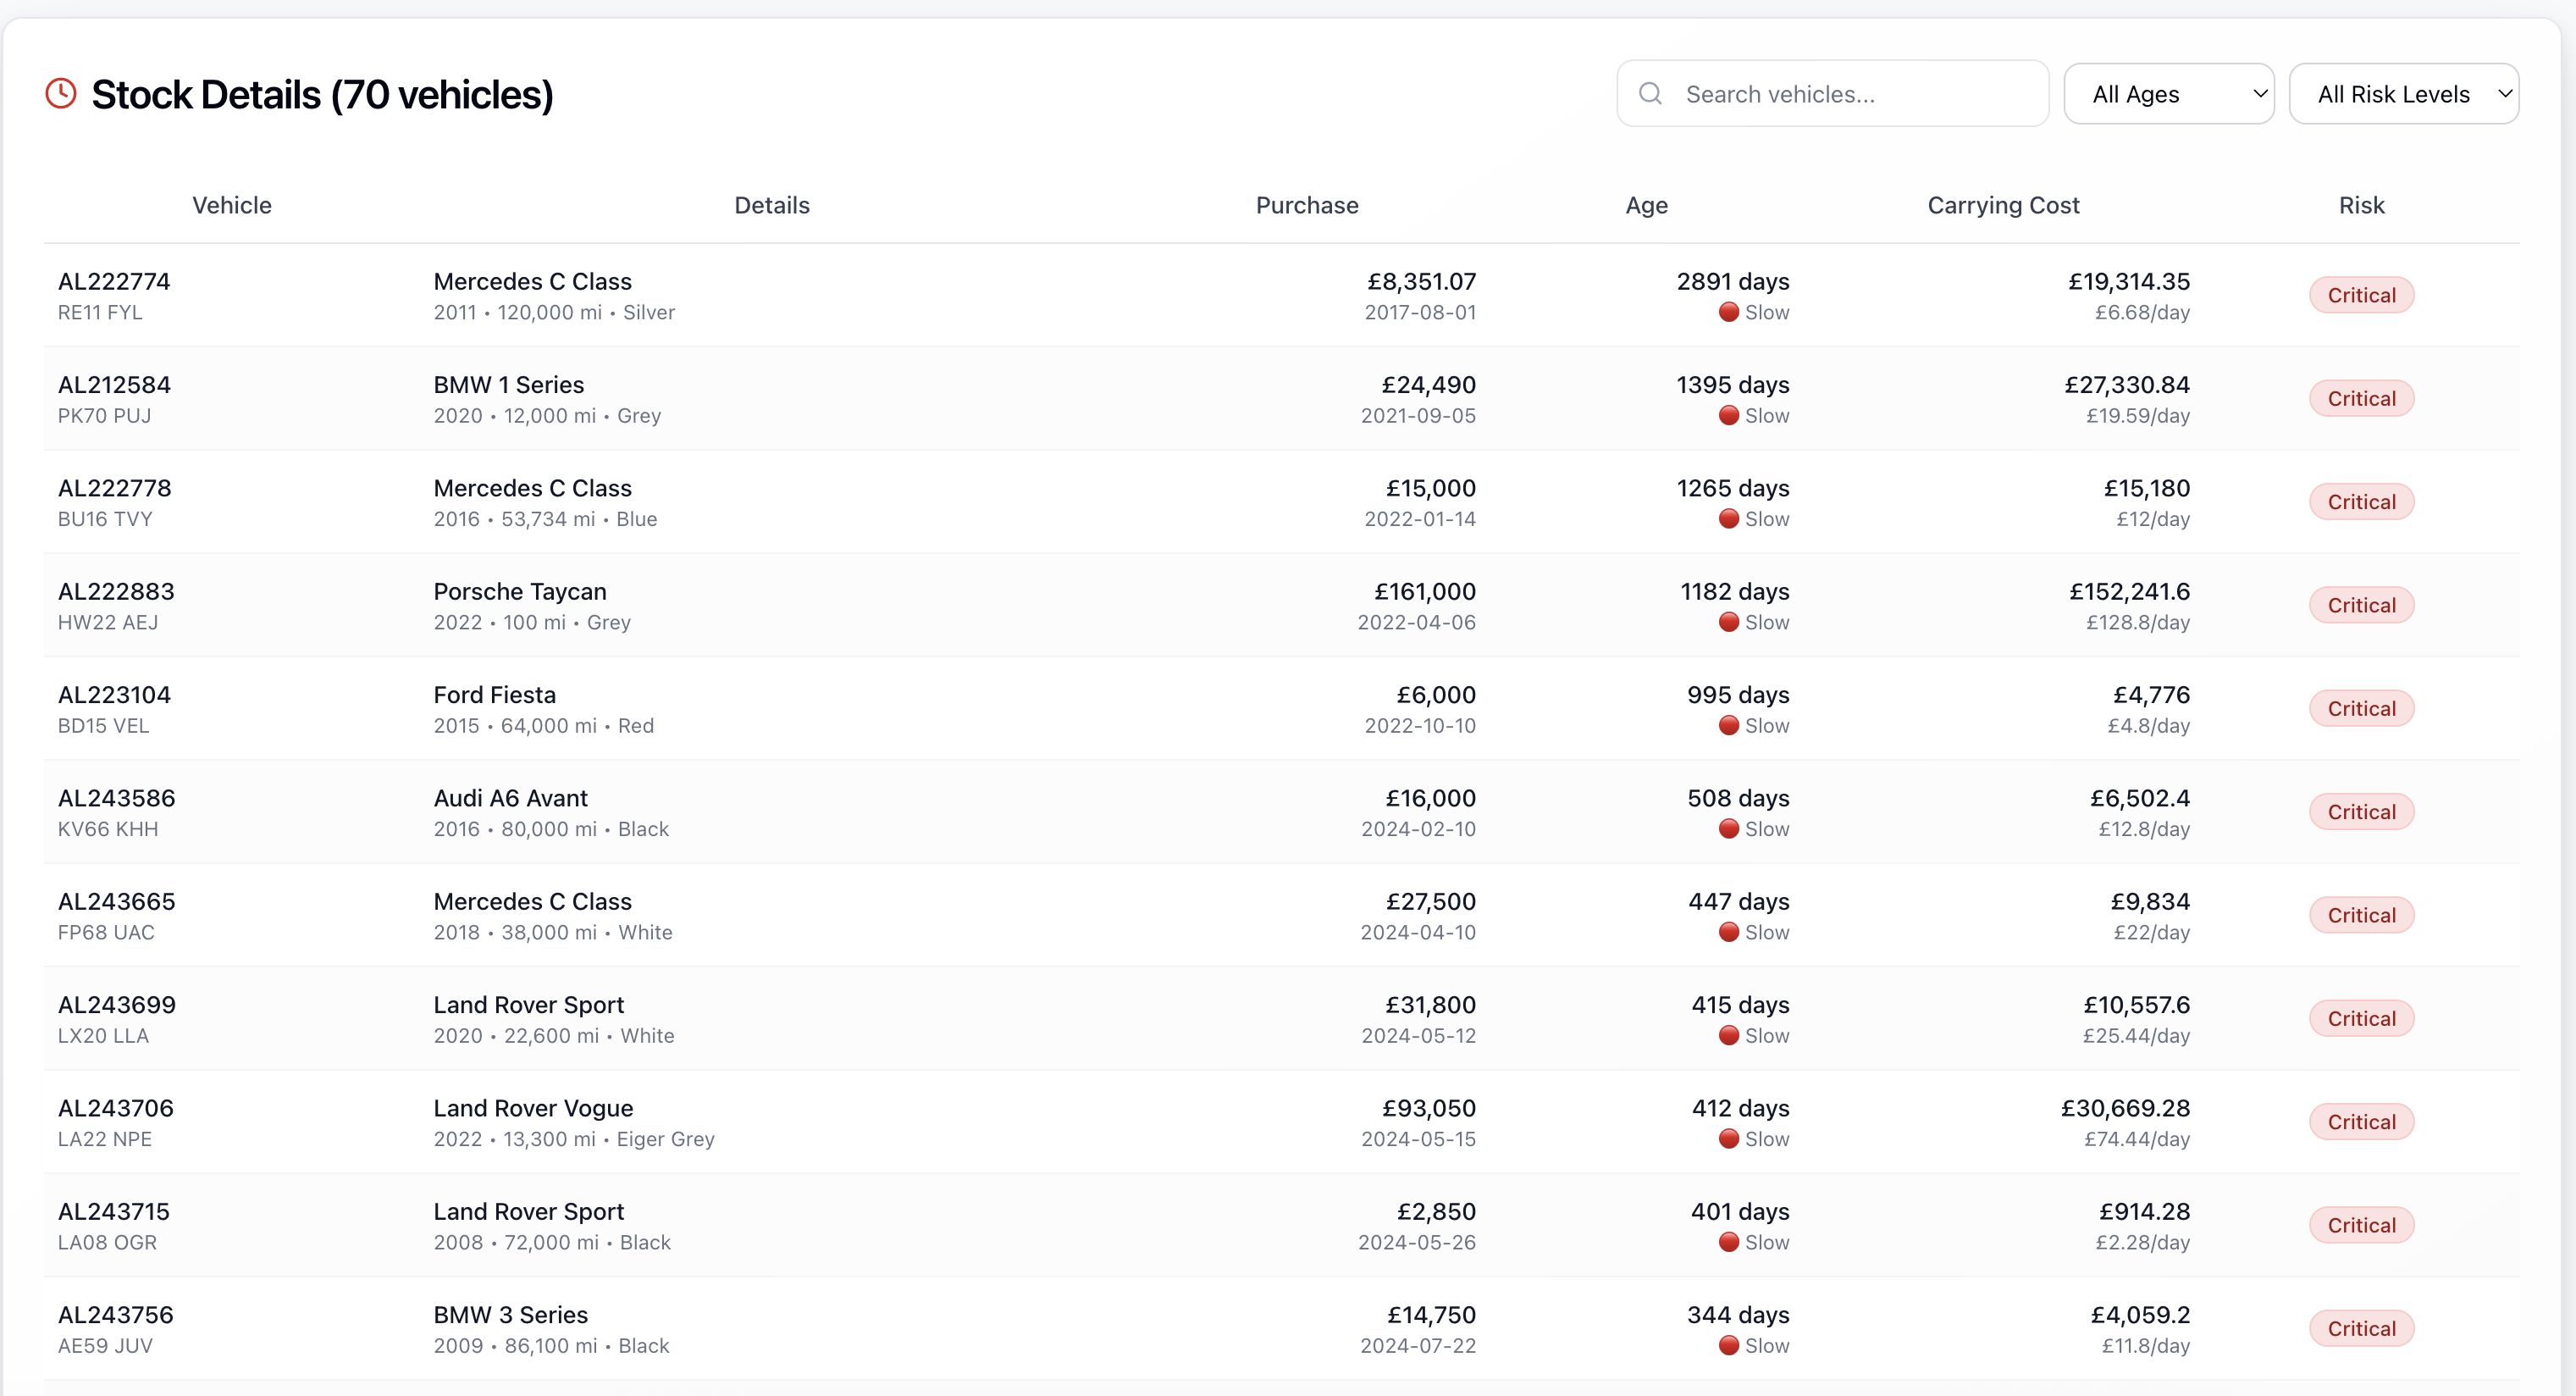 Stock Details (70 vehicles)
Search vehicles...
All Ages
All Risk Levels
Vehicle Details Purchase Age Carrying Cost Risk
AL222774 Mercedes C Class £8,351.07 2891 days £19,314.35 Critical
RE11 FYL 2011 • 120,000 mi • Silver 2017-08-01 Slow £6.68/day
AL212584 BMW 1 Series £24,490 1395 days £27,330.84 Critical
PK70 PUJ 2020 • 12,000 mi • Grey 2021-09-05 Slow £19.59/day
AL222778 Mercedes C Class £15,000 1265 days £15,180 Critical
BU16 TVY 2016 • 53,734 mi • Blue 2022-01-14 Slow £12/day
AL222883 Porsche Taycan £161,000 1182 days £152,241.6 Critical
HW22 AEJ 2022 • 100 mi • Grey 2022-04-06 Slow £128.8/day
AL223104 Ford Fiesta £6,000 995 days £4,776 Critical
BD15 VEL 2015 • 64,000 mi • Red 2022-10-10 Slow £4.8/day
AL243586 Audi A6 Avant £16,000 508 days £6,502.4 Critical
KV66 KHH 2016 • 80,000 mi • Black 2024-02-10 Slow £12.8/day
AL243665 Mercedes C Class £27,500 447 days £9,834 Critical
FP68 UAC 2018 • 38,000 mi • White 2024-04-10 Slow £22/day
AL243699 Land Rover Sport £31,800 415 days £10,557.6 Critical
LX20 LLA 2020 • 22,600 mi • White 2024-05-12 Slow £25.44/day
AL243706 Land Rover Vogue £93,050 412 days £30,669.28 Critical
LA22 NPE 2022 • 13,300 mi • Eiger Grey 2024-05-15 Slow £74.44/day
AL243715 Land Rover Sport £2,850 401 days £914.28 Critical
LA08 OGR 2008 • 72,000 mi • Black 2024-05-26 Slow £2.28/day
AL243756 BMW 3 Series £14,750 344 days £4,059.2 Critical
AE59 JUV 2009 • 86,100 mi • Black 2024-07-22 Slow £11.8/day